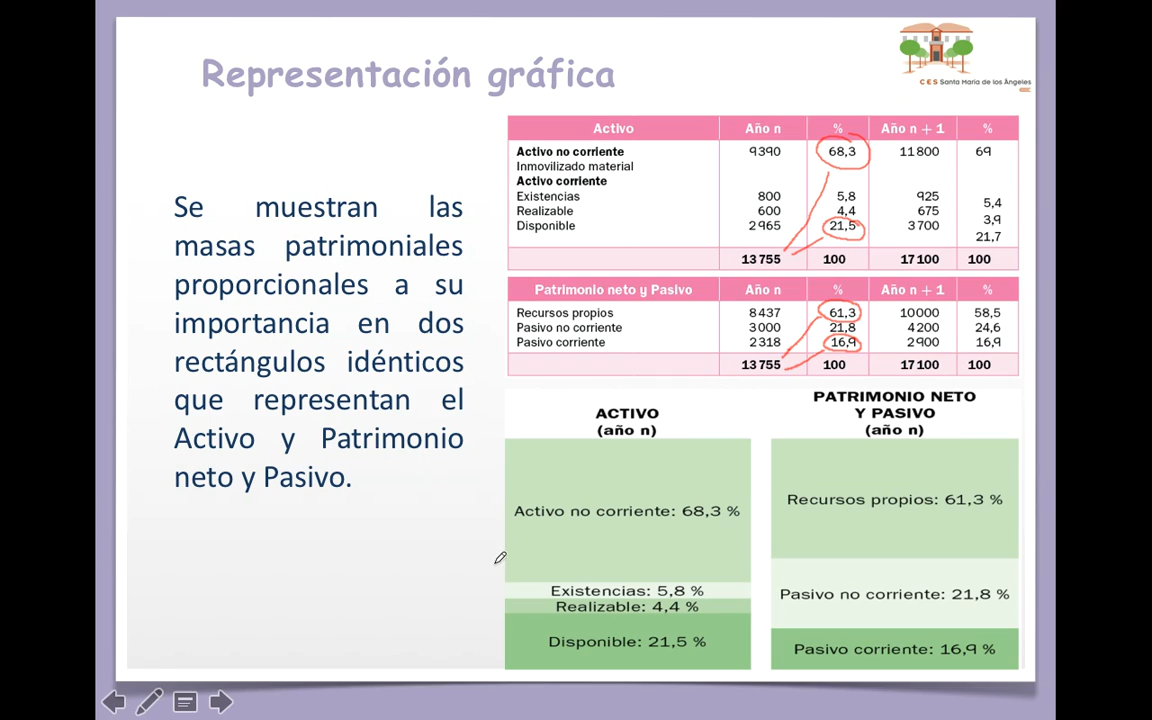 Representación gráfica
C E S Santa María de los Ángeles
Se muestran las
masas patrimoniales
proporcionales a su
importancia en dos
rectángulos idénticos
que representan el
Activo y Patrimonio
neto y Pasivo.
Activo Año n % Año n + 1 %
Activo no corriente 9390 68,3 11800 69
Inmovilizado material
Activo corriente
Existencias 800 5,8 925 5,4
Realizable 600 4,4 675 3,9
Disponible 2965 21,5 3700 21,7
13755 100 17100 100
Patrimonio neto y Pasivo Año n % Año n + 1 %
Recursos propios 8437 61,3 10000 58,5
Pasivo no corriente 3000 21,8 4200 24,6
Pasivo corriente 2318 16,9 2900 16,9
13755 100 17100 100
ACTIVO
(año n)
Activo no corriente: 68,3 %
Existencias: 5,8 %
Realizable: 4,4 %
Disponible: 21,5 %
PATRIMONIO NETO
Y PASIVO
(año n)
Recursos propios: 61,3 %
Pasivo no corriente: 21,8 %
Pasivo corriente: 16,9 %